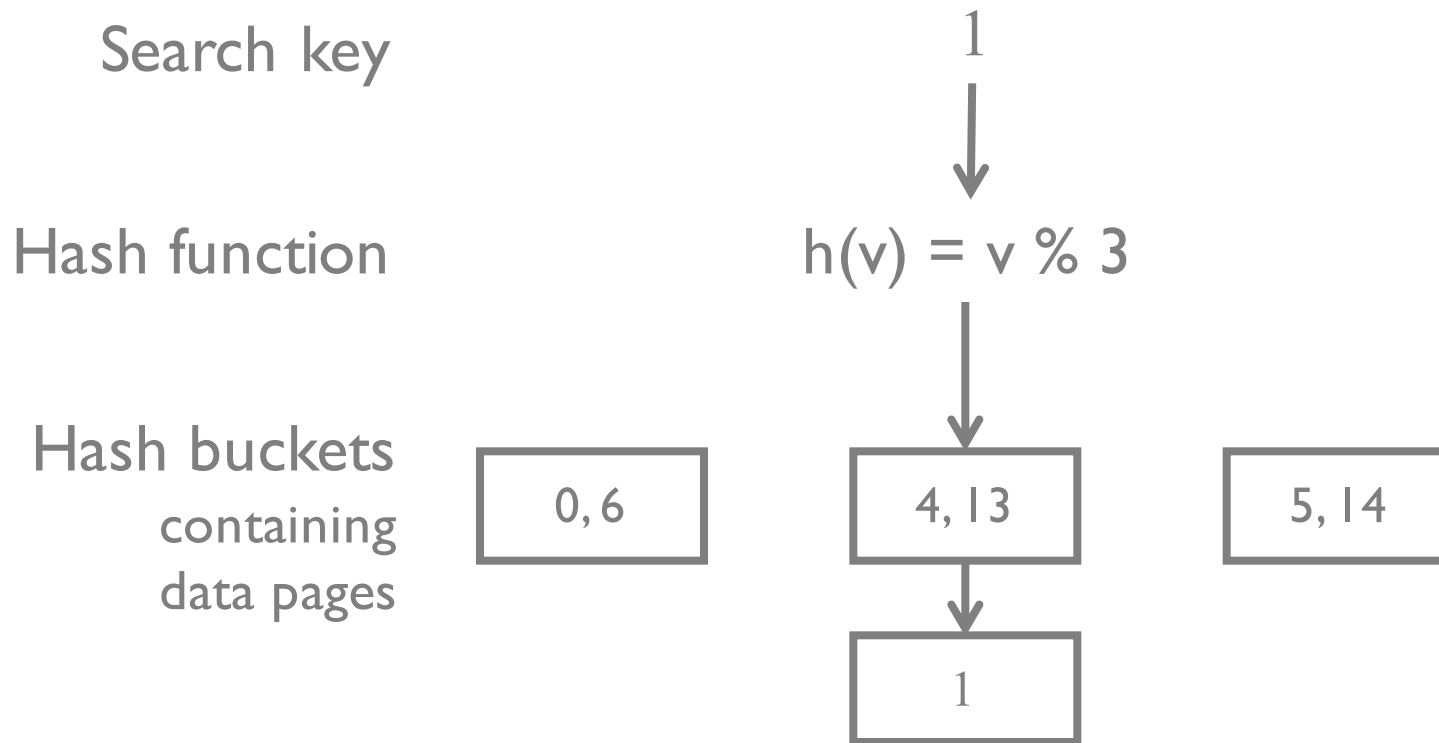 Search key
1
Hash function
h(v) = v % 3
Hash buckets
containing
data pages
0, 6
4, 13
5, 14
1